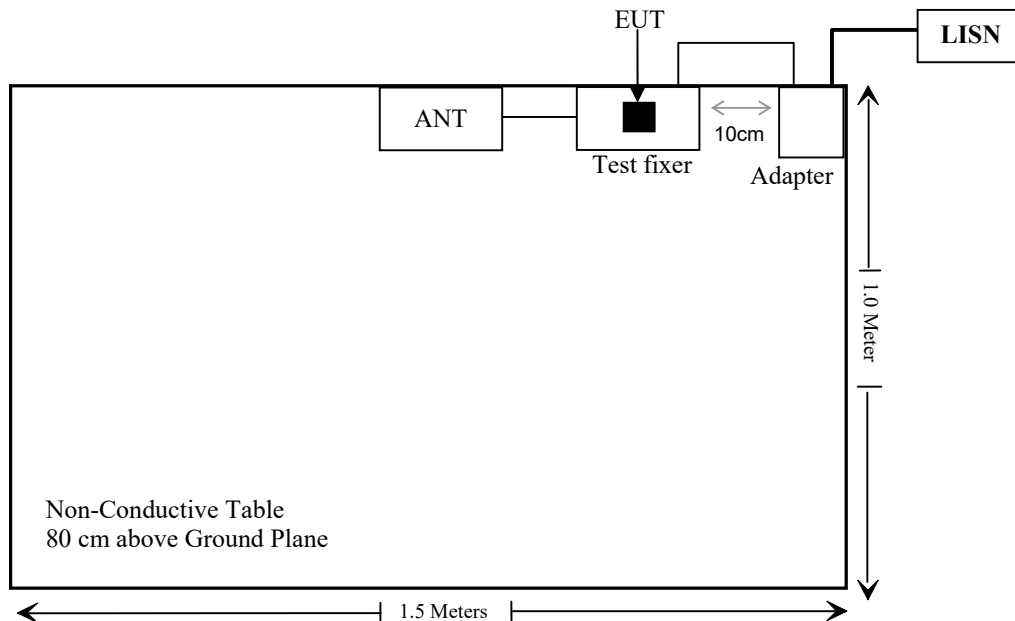 EUT
LISN
ANT
10cm
Test fixer
Adapter
1.0 Meter
Non-Conductive Table
80 cm above Ground Plane
1.5 Meters